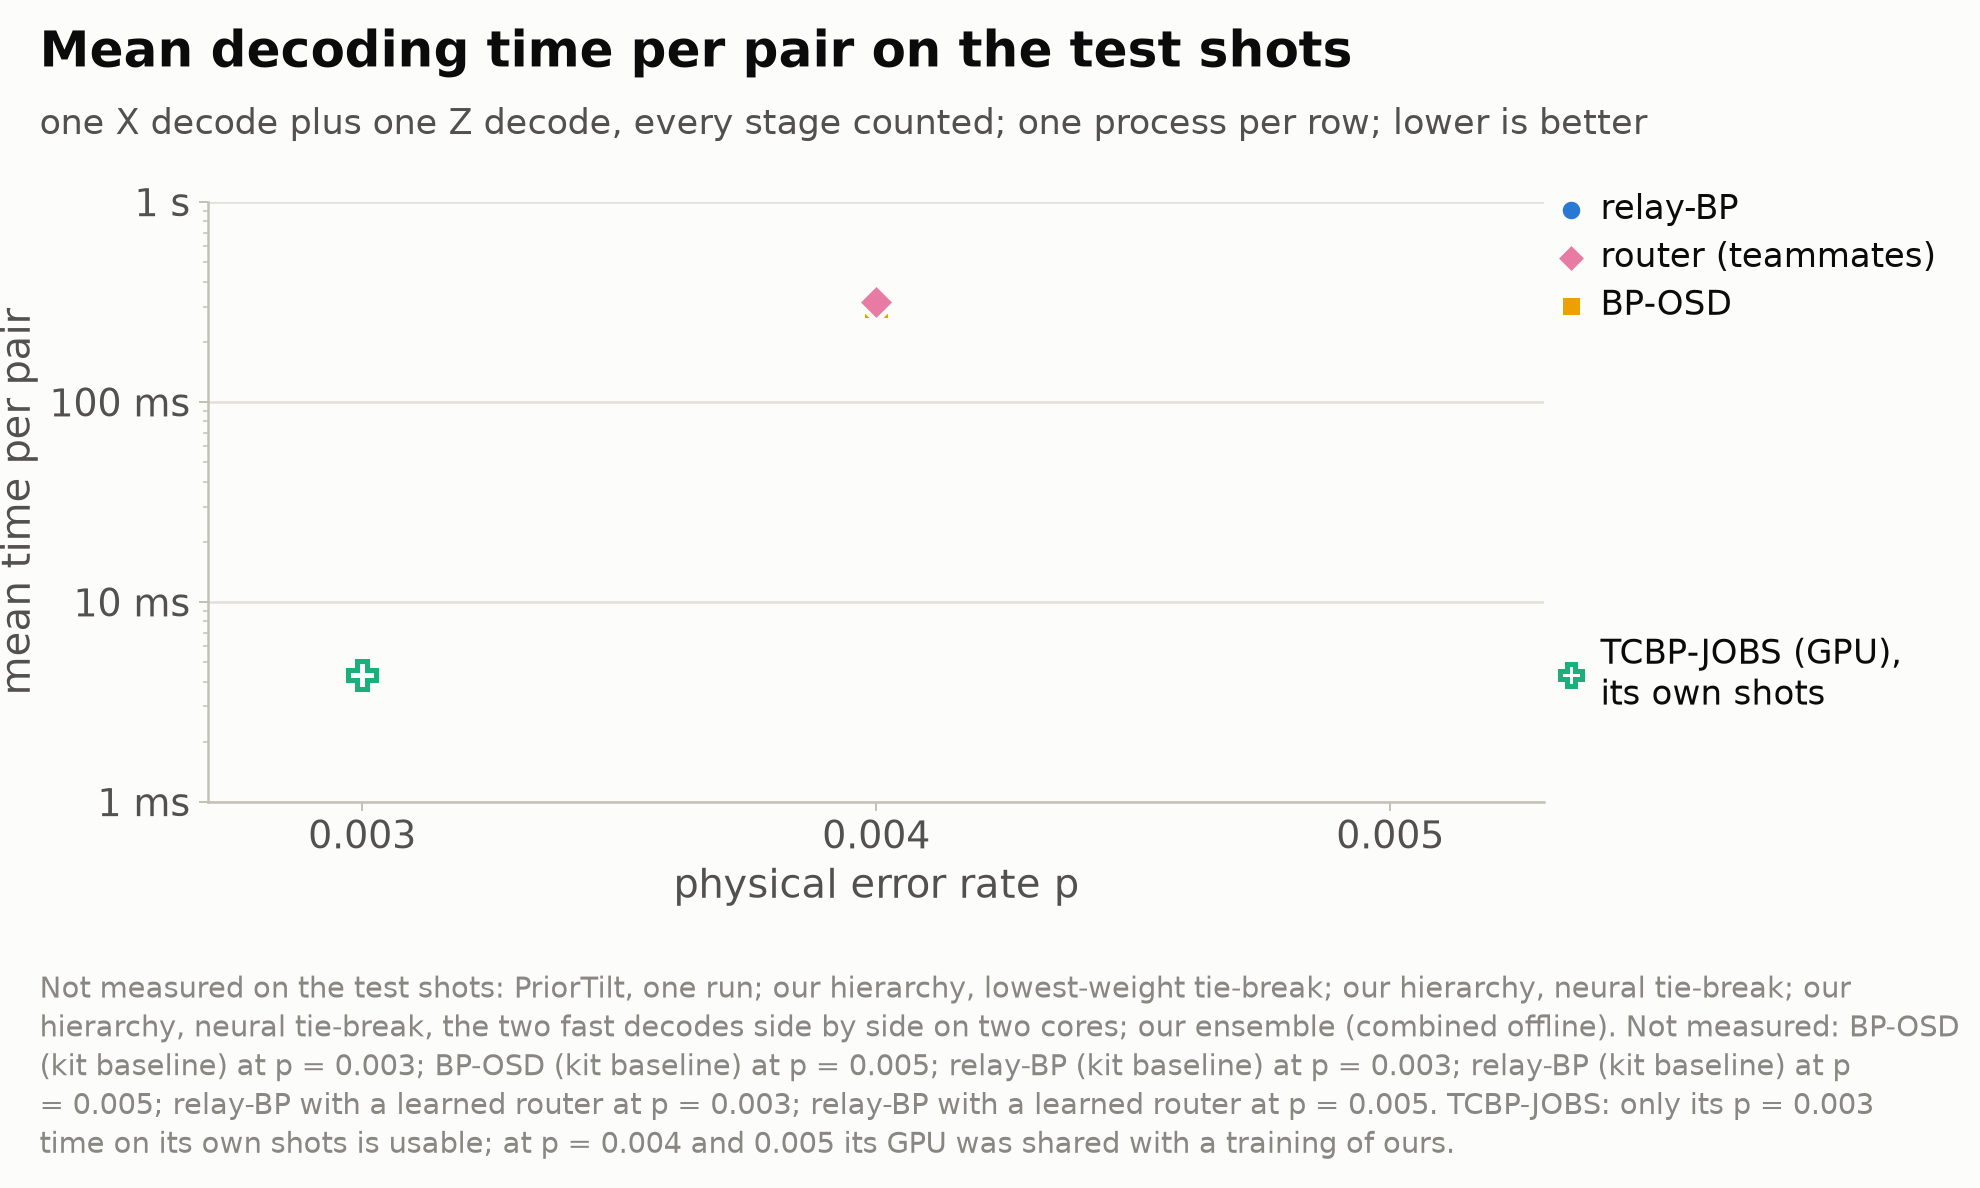 Mean decoding time per pair on the test shots
one X decode plus one Z decode, every stage counted; one process per row; lower is better
mean time per pair
1 s
100 ms
10 ms
1 ms
0.003
0.004
0.005
physical error rate p
relay-BP
router (teammates)
BP-OSD
TCBP-JOBS (GPU),
its own shots
Not measured on the test shots: PriorTilt, one run; our hierarchy, lowest-weight tie-break; our hierarchy, neural tie-break; our
hierarchy, neural tie-break, the two fast decodes side by side on two cores; our ensemble (combined offline). Not measured: BP-OSD
(kit baseline) at p = 0.003; BP-OSD (kit baseline) at p = 0.005; relay-BP (kit baseline) at p = 0.003; relay-BP (kit baseline) at p
= 0.005; relay-BP with a learned router at p = 0.003; relay-BP with a learned router at p = 0.005. TCBP-JOBS: only its p = 0.003
time on its own shots is usable; at p = 0.004 and 0.005 its GPU was shared with a training of ours.